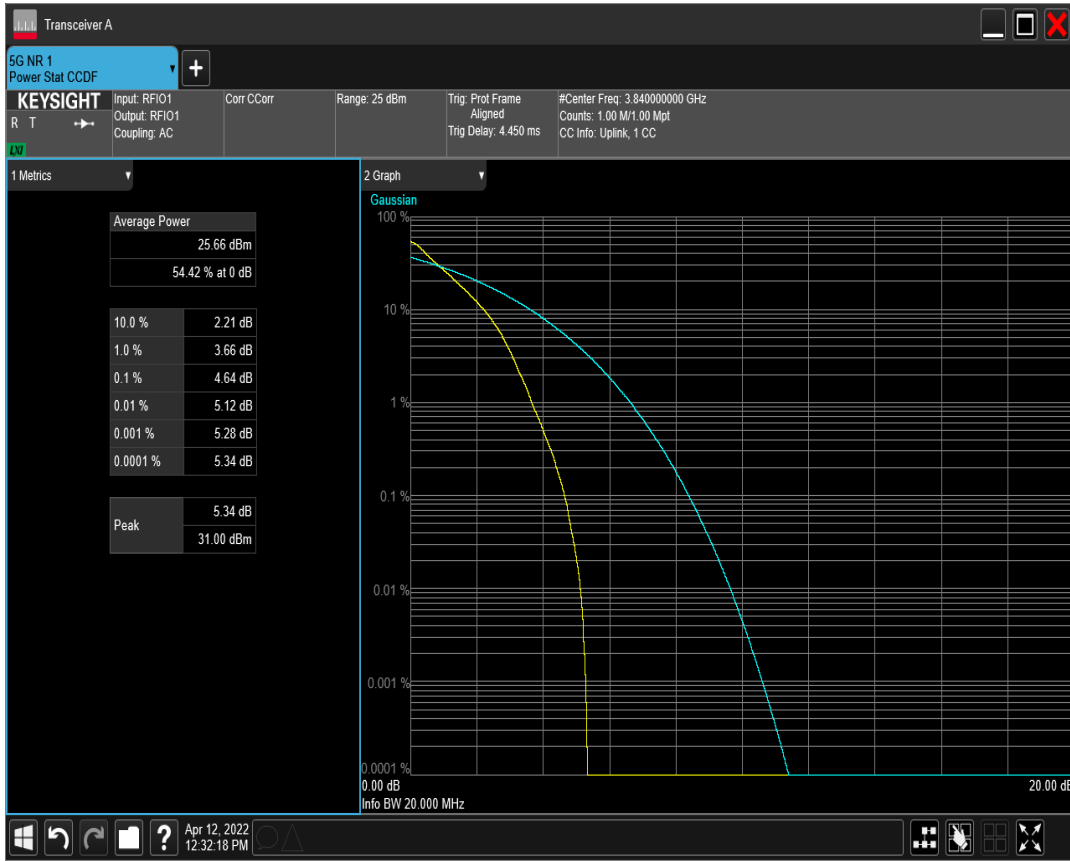 Transceiver A
5G NR 1
Power Stat CCDF
KEYSIGHT
R T
LXI
Input: RFIO1
Output: RFIO1
Coupling: AC
Corr CCorr
Range: 25 dBm
Trig: Prot Frame
Aligned
Trig Delay: 4.450 ms
#Center Freq: 3.840000000 GHz
Counts: 1.00 M/1.00 Mpt
CC Info: Uplink, 1 CC
1 Metrics
Average Power
25.66 dBm
54.42 % at 0 dB
10.0 % 2.21 dB
1.0 % 3.66 dB
0.1 % 4.64 dB
0.01 % 5.12 dB
0.001 % 5.28 dB
0.0001 % 5.34 dB
Peak
5.34 dB
31.00 dBm
2 Graph
Gaussian
100 %
10 %
1 %
0.1 %
0.01 %
0.001 %
0.0001 %
0.00 dB 20.00 dB
Info BW 20.000 MHz
?
Apr 12, 2022
12:32:18 PM